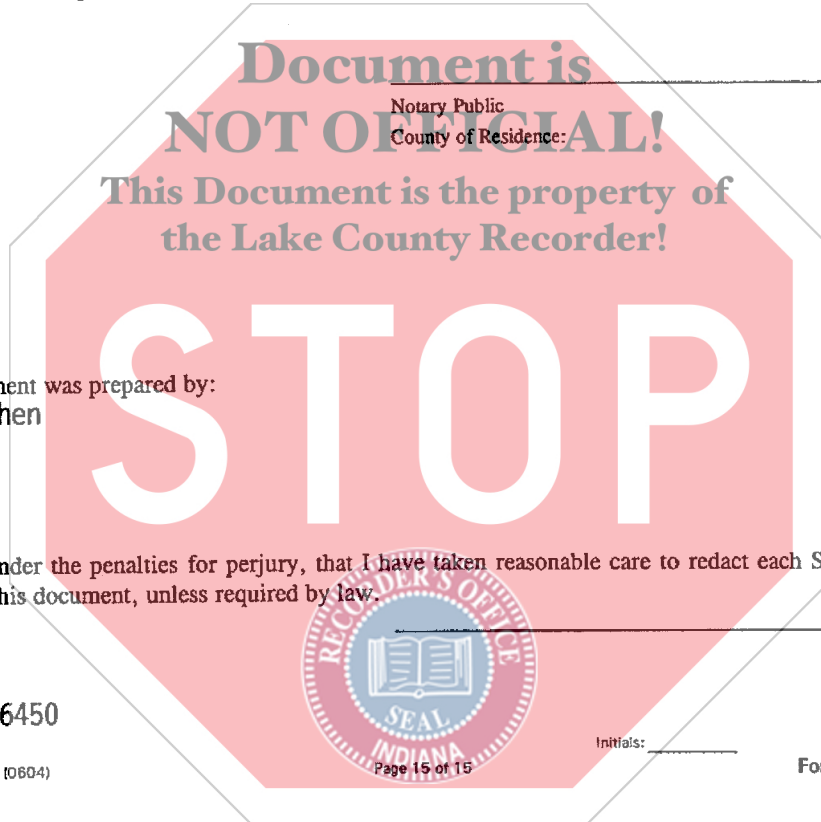 Document is
Notary Public
NOT OFFICIAL!
County of Residence:
This Document is the property of
the Lake County Recorder!
STOP
ent was prepared by:
hen
nder the penalties for perjury, that I have taken reasonable care to redact each S
his document, unless required by law.
RECORDER'S OFFICE
SEAL
INDIANA
6450
Initials:
(0604)
Page 15 of 15
For